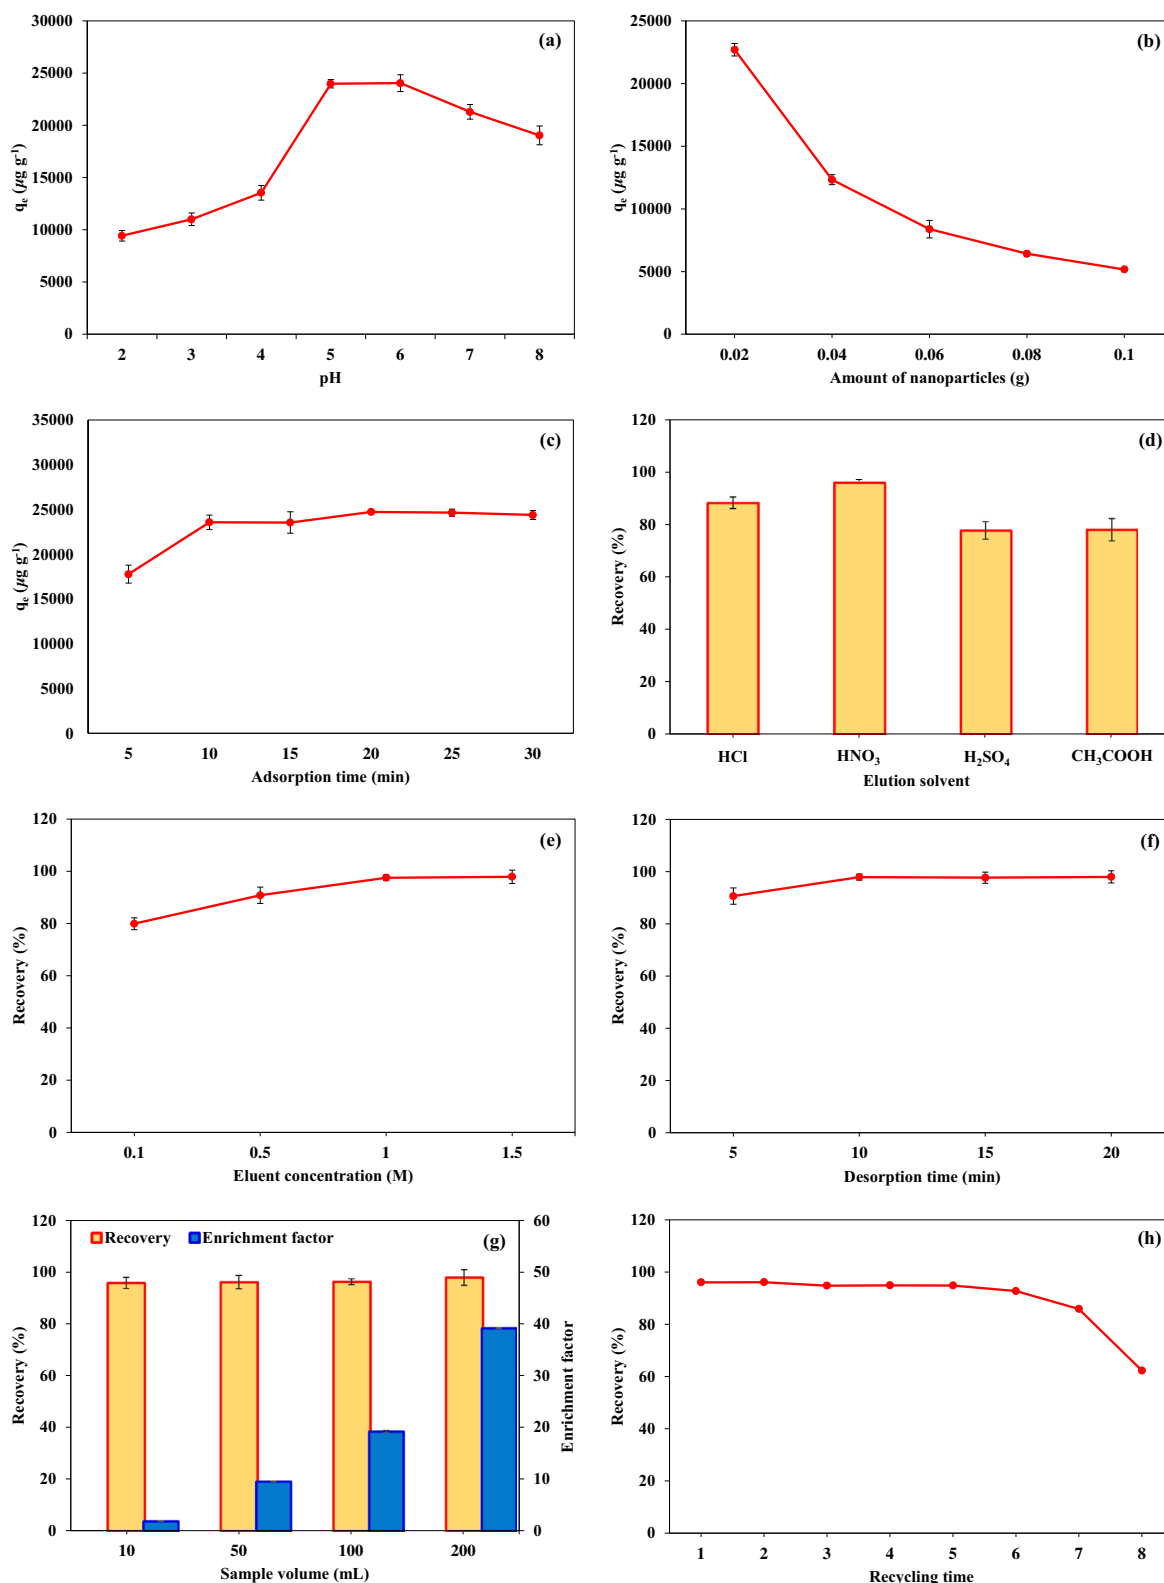 30000
25000
20000
15000
10000
5000
0
qₑ (µg g⁻¹)
(a)
2 3 4 5 6 7 8
pH
25000
20000
15000
10000
5000
0
qₑ (µg g⁻¹)
(b)
0.02 0.04 0.06 0.08 0.1
Amount of nanoparticles (g)
35000
30000
25000
20000
15000
10000
5000
0
qₑ (µg g⁻¹)
(c)
5 10 15 20 25 30
Adsorption time (min)
120
100
80
60
40
20
0
Recovery (%)
(d)
HCl HNO₃ H₂SO₄ CH₃COOH
Elution solvent
120
100
80
60
40
20
0
Recovery (%)
(e)
0.1 0.5 1 1.5
Eluent concentration (M)
120
100
80
60
40
20
0
Recovery (%)
(f)
5 10 15 20
Desorption time (min)
120
100
80
60
40
20
0
Recovery (%)
Recovery Enrichment factor
(g)
60
50
40
30
20
10
0
Enrichment factor
10 50 100 200
Sample volume (mL)
120
100
80
60
40
20
0
Recovery (%)
(h)
1 2 3 4 5 6 7 8
Recycling time